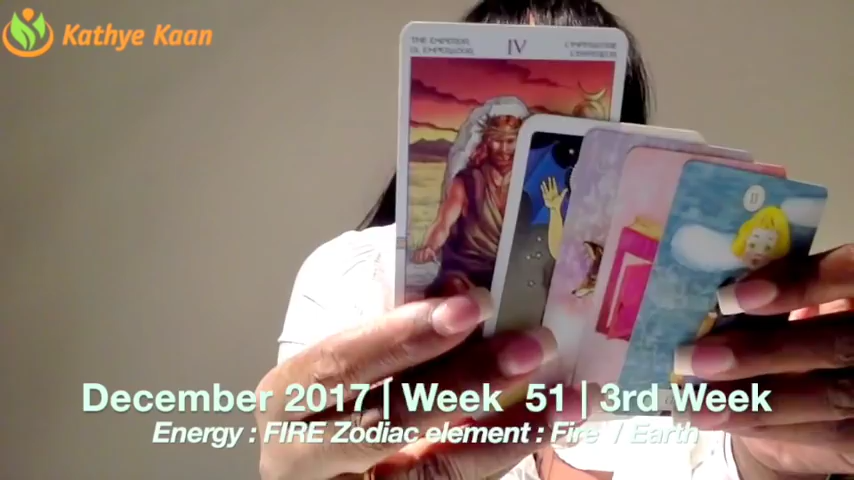 Kathye Kaan
THE EMPEROR
IV
December 2017 | Week 51 | 3rd Week
Energy : FIRE Zodiac element : Fire / Earth